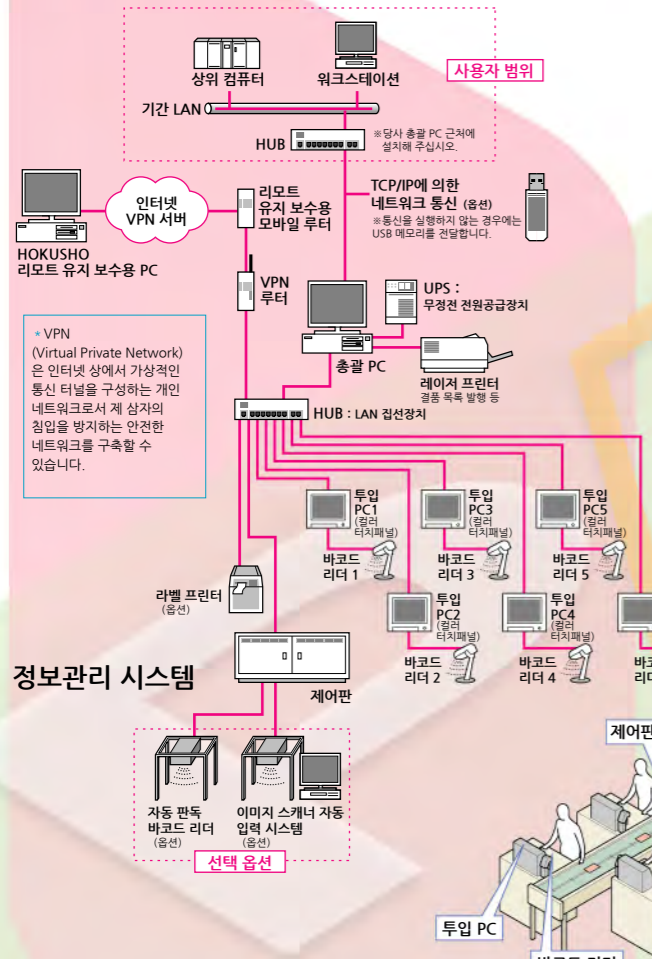 상위 컴퓨터
워크스테이션
사용자 범위
기간 LAN
HUB
※당사 총괄 PC 근처에
설치해 주십시오.
인터넷
VPN 서버
리모트
유지 보수용
모바일 루터
TCP/IP에 의한
네트워크 통신 (옵션)
※통신을 실행하지 않는 경우에는
USB 메모리를 전달합니다.
HOKUSHO
리모트 유지 보수용 PC
VPN
루터
UPS :
무정전 전원공급장치
* VPN
(Virtual Private Network)
은 인터넷 상에서 가상적인
통신 터널을 구성하는 개인
네트워크로서 제 삼자의
침입을 방지하는 안전한
네트워크를 구축할 수
있습니다.
총괄 PC
레이저 프린터
결품 목록 발행 등
HUB : LAN 집선장치
투입
PC1
(컬러
터치패널)
투입
PC3
(컬러
터치패널)
투입
PC5
(컬러
터치패널)
바코드
리더 1
바코드
리더 3
바코드
리더 5
라벨 프린터
(옵션)
투입
PC2
(컬러
터치패널)
투입
PC4
(컬러
터치패널)
바코드
리더 2
바코드
리더 4
정보관리 시스템
제어판
제어판
자동 판독
바코드 리더
(옵션)
이미지 스캐너 자동
입력 시스템
(옵션)
선택 옵션
투입 PC